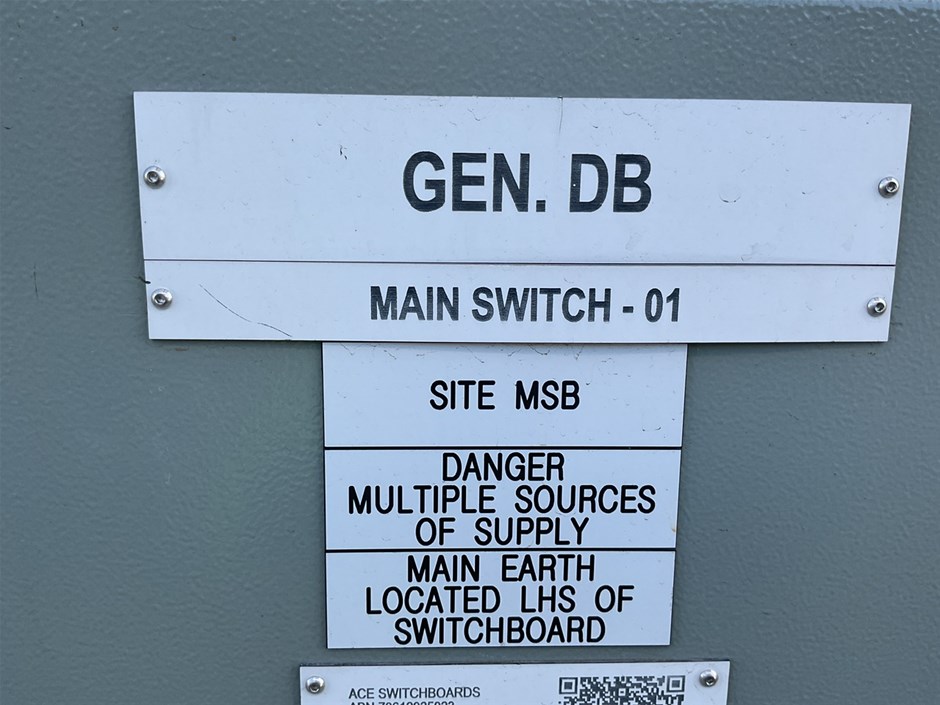 GEN. DB
MAIN SWITCH - 01
SITE MSB
DANGER
MULTIPLE SOURCES
OF SUPPLY
MAIN EARTH
LOCATED LHS OF
SWITCHBOARD
ACE SWITCHBOARDS
ABN